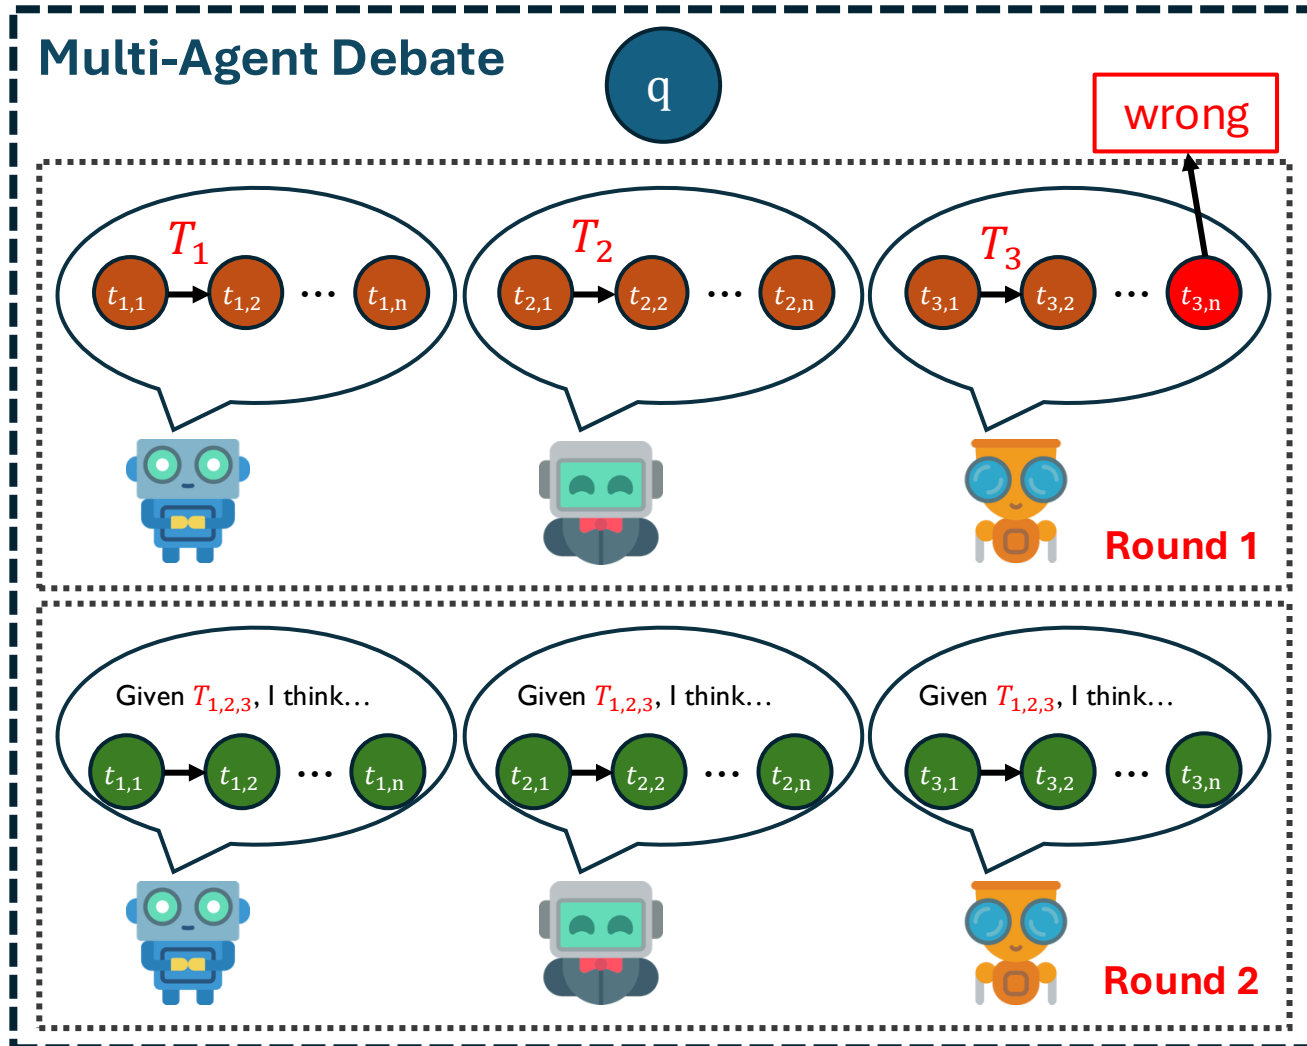 Multi-Agent Debate
q
wrong
T₁
t₁,₁ t₁,₂ ··· t₁,ₙ
T₂
t₂,₁ t₂,₂ ··· t₂,ₙ
T₃
t₃,₁ t₃,₂ ··· t₃,ₙ
Round 1
Given T₁,₂,₃, I think...
t₁,₁ t₁,₂ ··· t₁,ₙ
Given T₁,₂,₃, I think...
t₂,₁ t₂,₂ ··· t₂,ₙ
Given T₁,₂,₃, I think...
t₃,₁ t₃,₂ ··· t₃,ₙ
Round 2